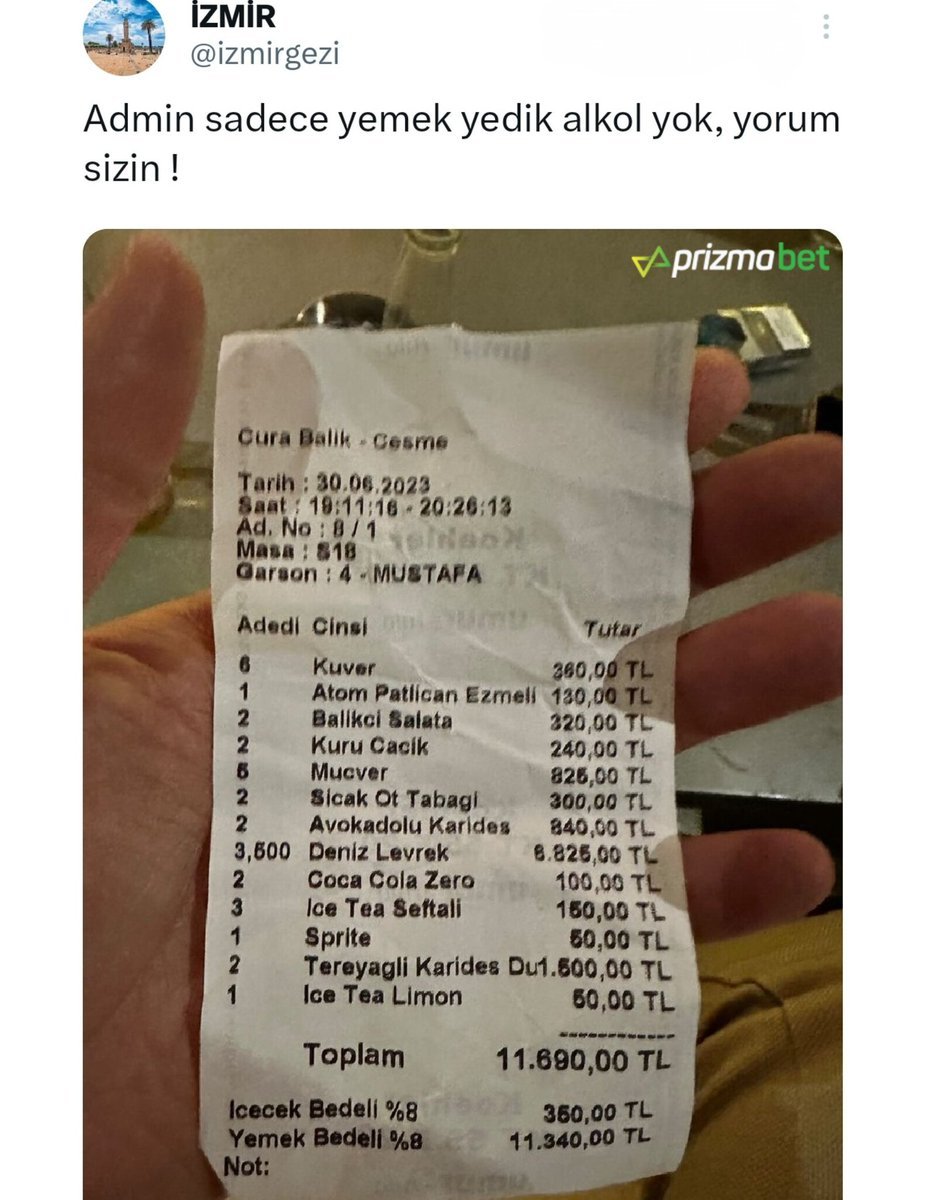 İZMİR
@izmirgezi
Admin sadece yemek yedik alkol yok, yorum
sizin !
prizmabet
Cura Balik - Cesme
Tarih : 30.06.2023
Saat : 19:11:16 - 20:26:13
Ad. No : 8 / 1
Masa : S18
Garson : 4 - MUSTAFA
Adedi Cinsi Tutar
6 Kuver 360,00 TL
1 Atom Patlican Ezmeli 130,00 TL
2 Balikci Salata 320,00 TL
2 Kuru Cacik 240,00 TL
5 Mucver 825,00 TL
2 Sicak Ot Tabagi 300,00 TL
2 Avokadolu Karides 840,00 TL
3,500 Deniz Levrek 6.825,00 TL
2 Coca Cola Zero 100,00 TL
3 Ice Tea Seftali 150,00 TL
1 Sprite 50,00 TL
2 Tereyagli Karides Du1.500,00 TL
1 Ice Tea Limon 50,00 TL
------------
Toplam 11.690,00 TL
Icecek Bedeli %8 350,00 TL
Yemek Bedeli %8 11.340,00 TL
Not: